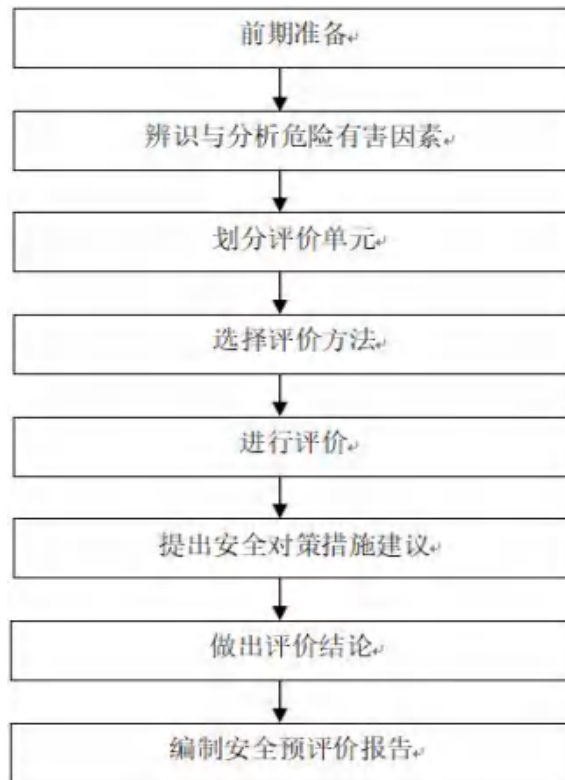 前期准备
辨识与分析危险有害因素
划分评价单元
选择评价方法
进行评价
提出安全对策措施建议
做出评价结论
编制安全预评价报告